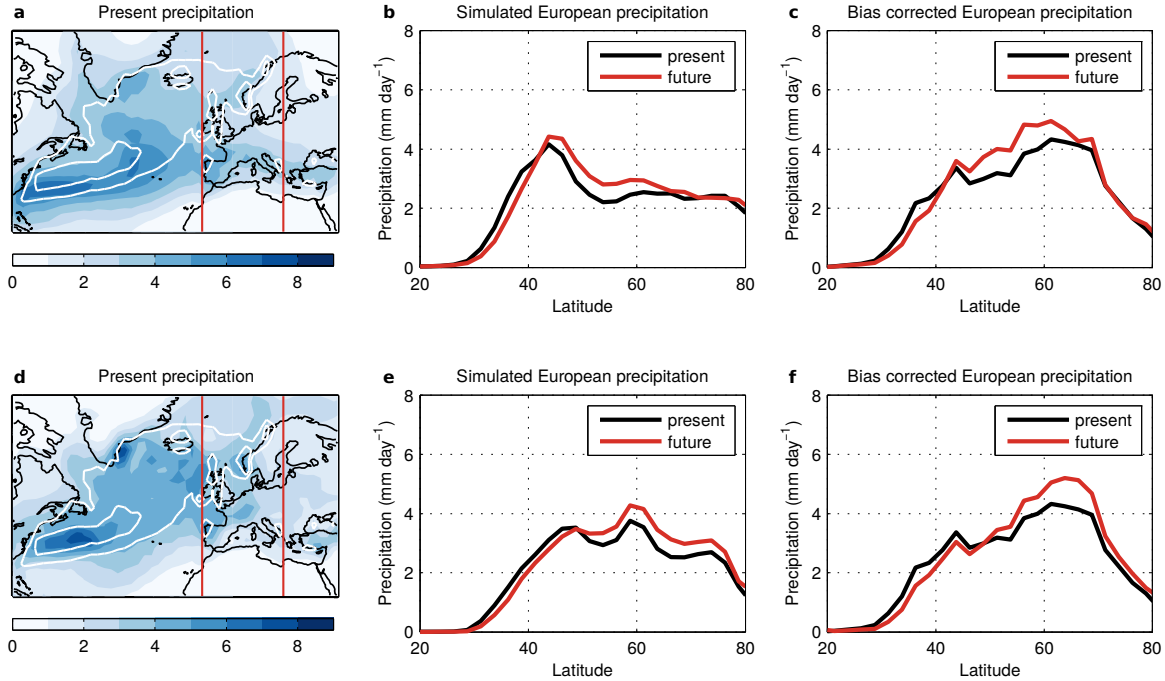 a Present precipitation
0 2 4 6 8
b Simulated European precipitation
Precipitation (mm day⁻¹)
8
6
4
2
0
present
future
20 40 60 80
Latitude
c Bias corrected European precipitation
Precipitation (mm day⁻¹)
8
6
4
2
0
present
future
20 40 60 80
Latitude
d Present precipitation
0 2 4 6 8
e Simulated European precipitation
Precipitation (mm day⁻¹)
8
6
4
2
0
present
future
20 40 60 80
Latitude
f Bias corrected European precipitation
Precipitation (mm day⁻¹)
8
6
4
2
0
present
future
20 40 60 80
Latitude